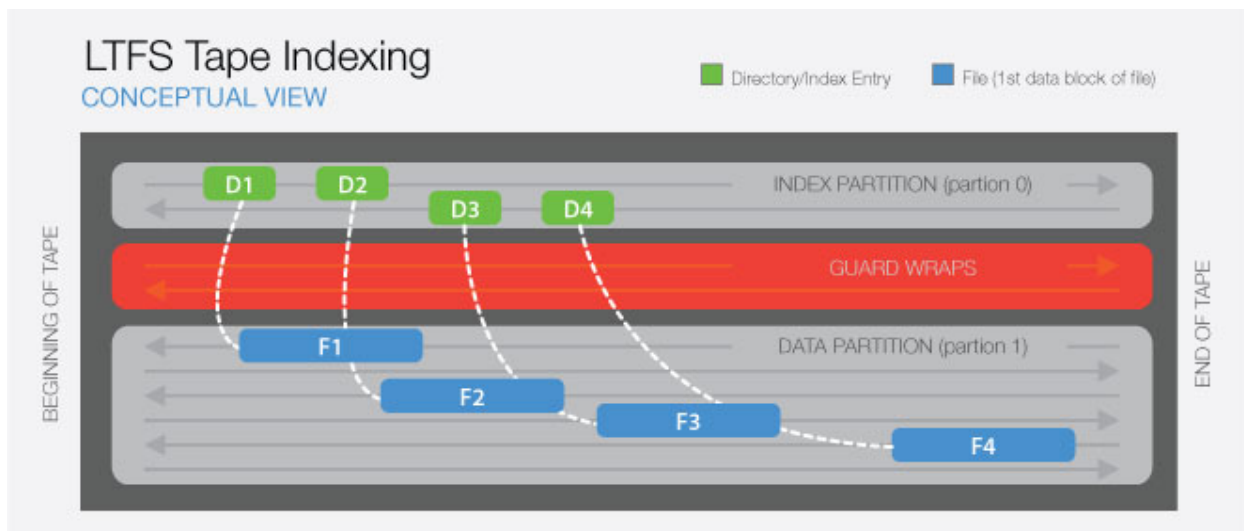 LTFS Tape Indexing
CONCEPTUAL VIEW
Directory/Index Entry
File (1st data block of file)
BEGINNING OF TAPE
D1
D2
INDEX PARTITION (partion 0)
D3
D4
GUARD WRAPS
F1
DATA PARTITION (partion 1)
F2
F3
F4
END OF TAPE